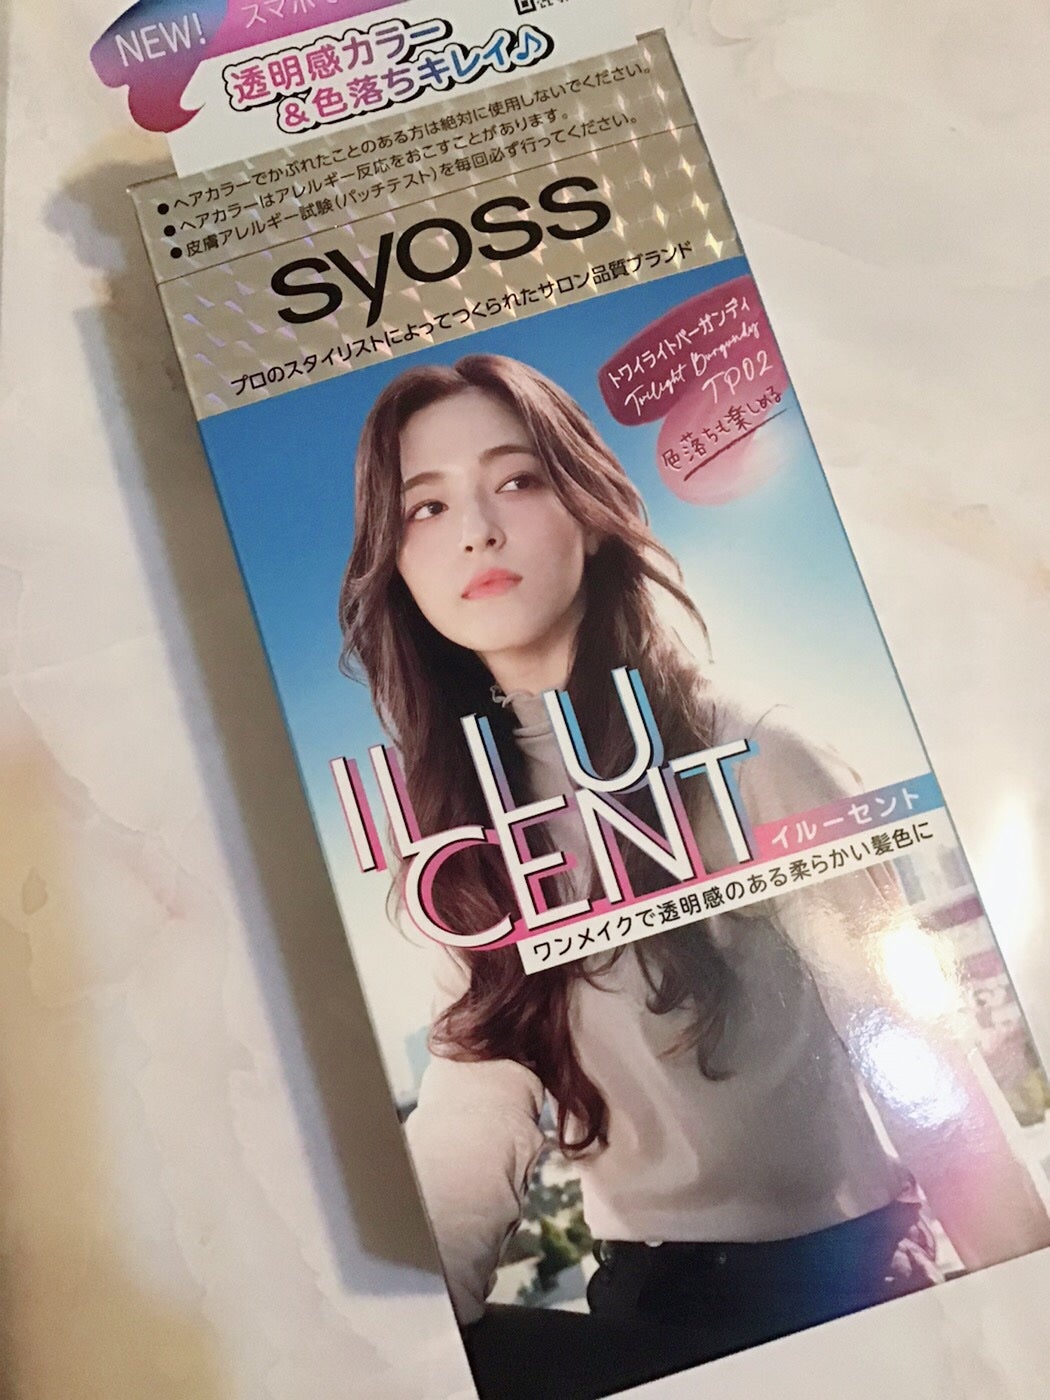 NEW!
スマホで
透明感カラー
&色落ちキレイ♪
●ヘアカラーでかぶれたことのある方は絶対に使用しないでください。
●ヘアカラーはアレルギー反応をおこすことがあります。
●皮膚アレルギー試験(パッチテスト)を毎回必ず行ってください。
syoss
プロのスタイリストによってつくられたサロン品質ブランド
トワイライトバーガンディ
Twilight Burgundy
TP02
色落ちも楽しめる
ILLU
CENT
イルーセント
ワンメイクで透明感のある柔らかい髪色に